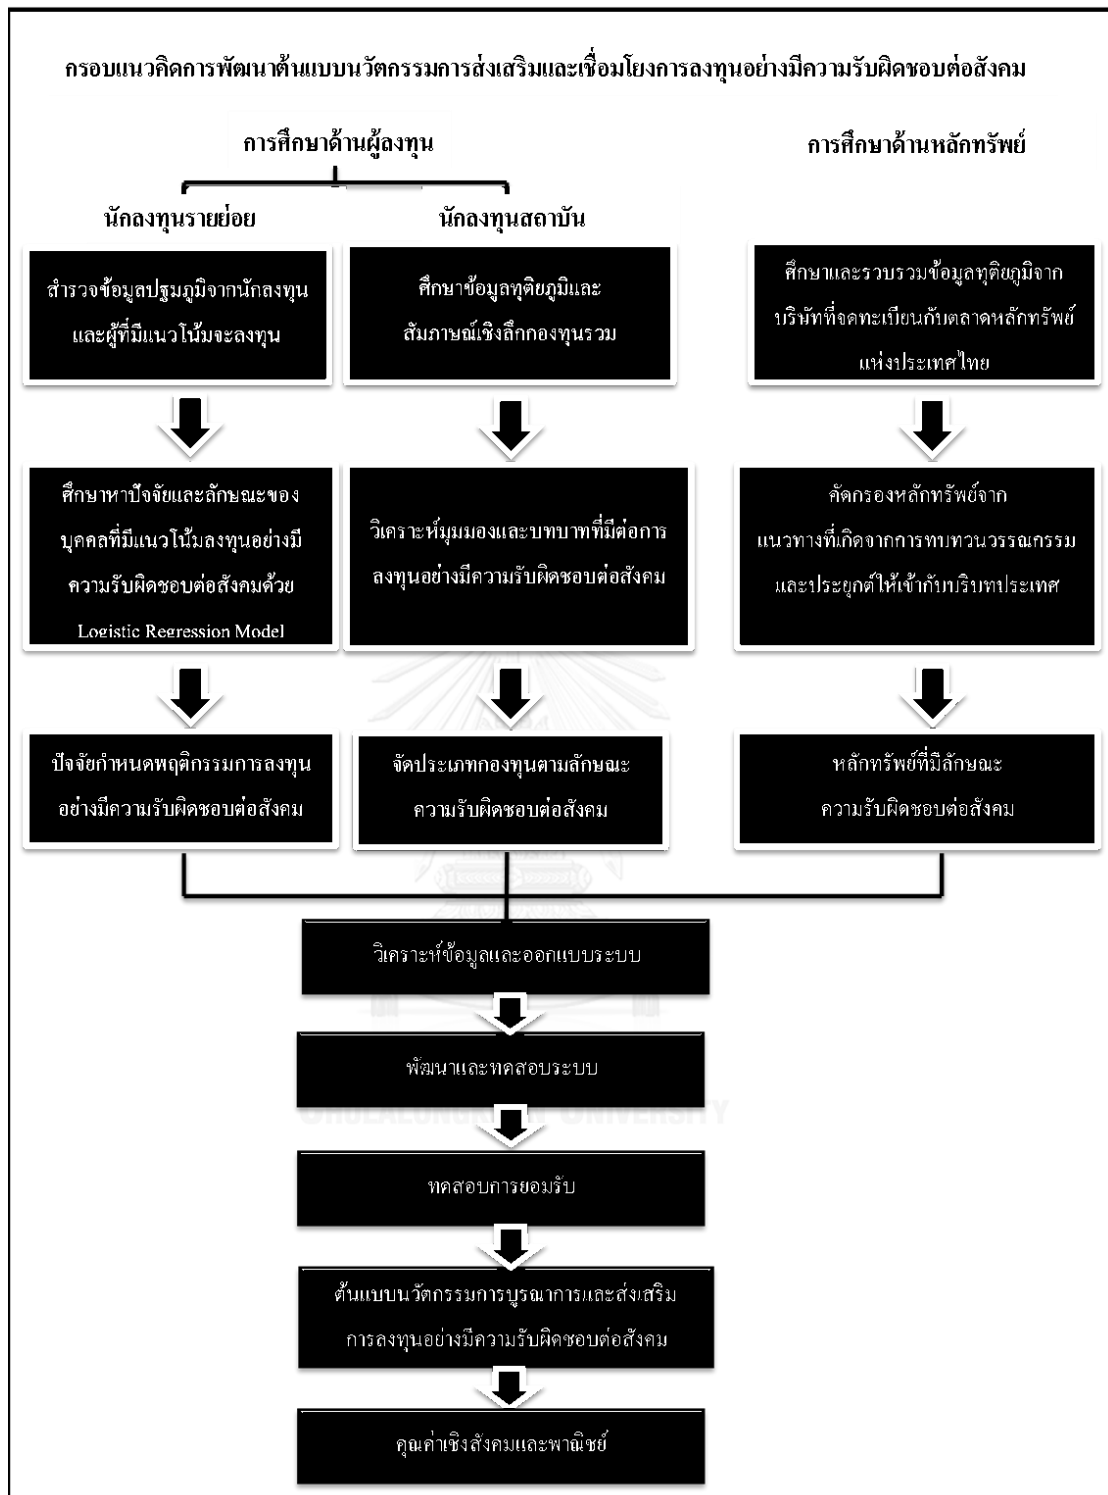 กรอบแนวคิดการพัฒนาต้นแบบนวัตกรรมการส่งเสริมและเชื่อมโยงการลงทุนอย่างมีความรับผิดชอบต่อสังคม
การศึกษาด้านผู้ลงทุน
การศึกษาด้านหลักทรัพย์
นักลงทุนรายย่อย
นักลงทุนสถาบัน
สำรวจข้อมูลปฐมภูมิจากนักลงทุน
และผู้ที่มีแนวโน้มจะลงทุน
ศึกษาข้อมูลทุติยภูมิและ
สัมภาษณ์เชิงลึกกองทุนรวม
ศึกษาและรวบรวมข้อมูลทุติยภูมิจาก
บริษัทที่จดทะเบียนกับตลาดหลักทรัพย์
แห่งประเทศไทย
ศึกษาหาปัจจัยและลักษณะของ
บุคคลที่มีแนวโน้มลงทุนอย่างมี
ความรับผิดชอบต่อสังคมด้วย
Logistic Regression Model
วิเคราะห์มุมมองและบทบาทที่มีต่อการ
ลงทุนอย่างมีความรับผิดชอบต่อสังคม
คัดกรองหลักทรัพย์จาก
แนวทางที่เกิดจากการทบทวนวรรณกรรม
และประยุกต์ให้เข้ากับบริบทประเทศ
ปัจจัยกำหนดพฤติกรรมการลงทุน
อย่างมีความรับผิดชอบต่อสังคม
จัดประเภทกองทุนตามลักษณะ
ความรับผิดชอบต่อสังคม
หลักทรัพย์ที่มีลักษณะ
ความรับผิดชอบต่อสังคม
วิเคราะห์ข้อมูลและออกแบบระบบ
พัฒนาและทดสอบระบบ
CHULALONGKORN UNIVERSITY
ทดสอบการยอมรับ
ต้นแบบนวัตกรรมการบูรณาการและส่งเสริม
การลงทุนอย่างมีความรับผิดชอบต่อสังคม
คุณค่าเชิงสังคมและพาณิชย์